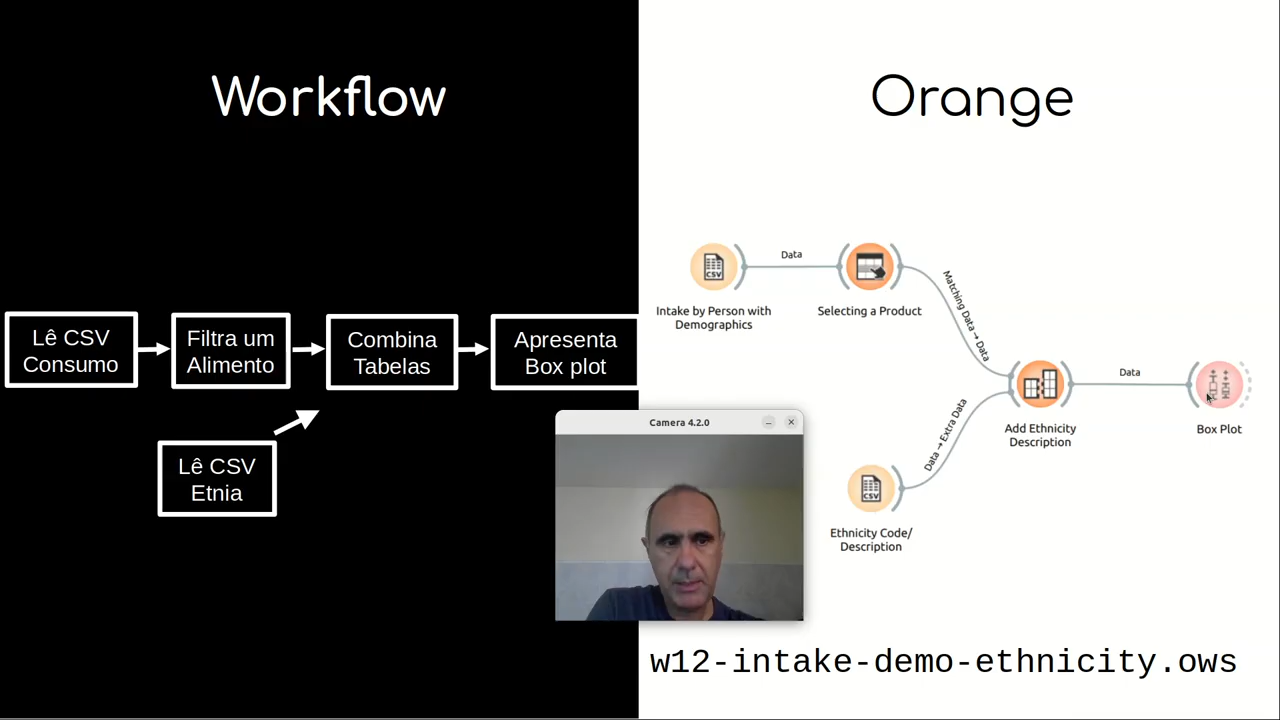 Workflow
Lê CSV
Consumo
Filtra um
Alimento
Combina
Tabelas
Apresenta
Box plot
Lê CSV
Etnia
Orange
CSV
Intake by Person with
Demographics
Data
Selecting a Product
Matching Data → Data
CSV
Ethnicity Code/
Description
Data → Extra Data
Add Ethnicity
Description
Data
Box Plot
Camera 4.2.0
w12-intake-demo-ethnicity.ows